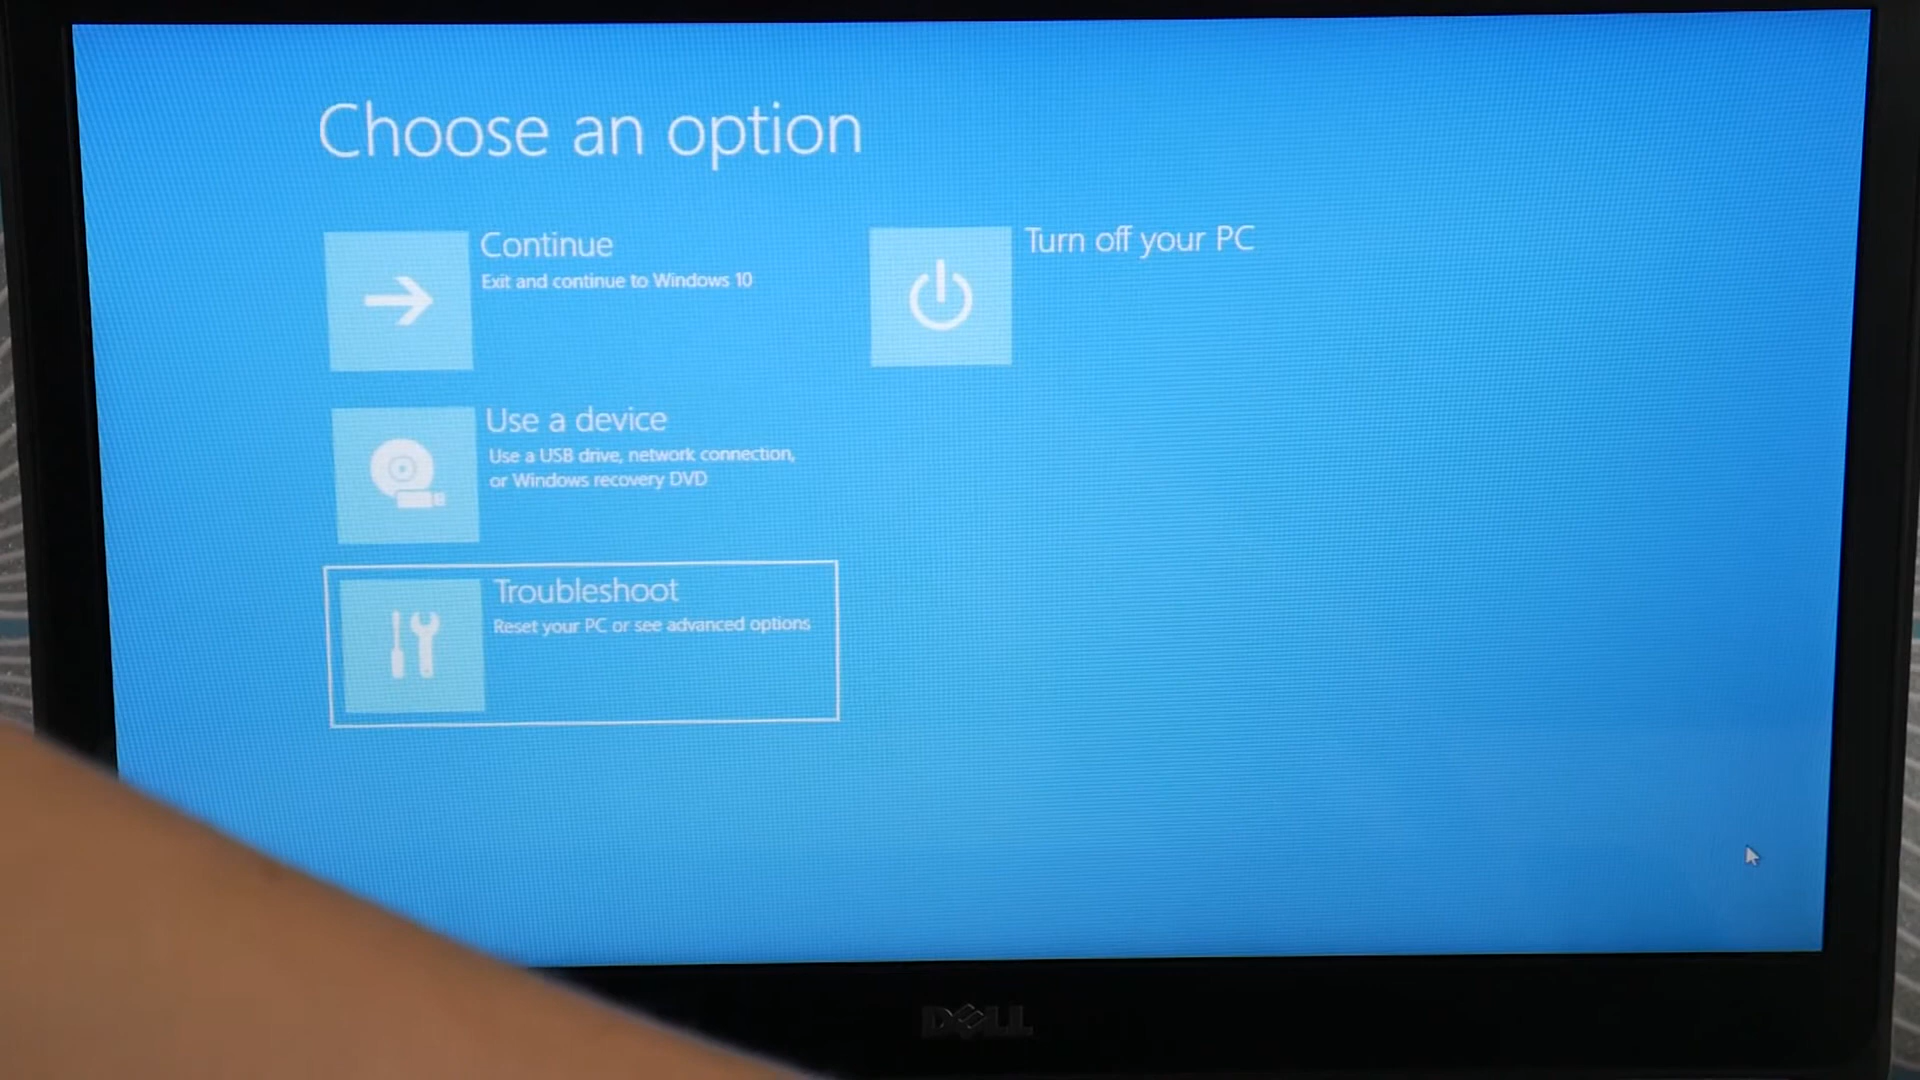 Choose an option
Continue
Exit and continue to Windows 10
Turn off your PC
Use a device
Use a USB drive, network connection,
or Windows recovery DVD
Troubleshoot
Reset your PC or see advanced options
DELL